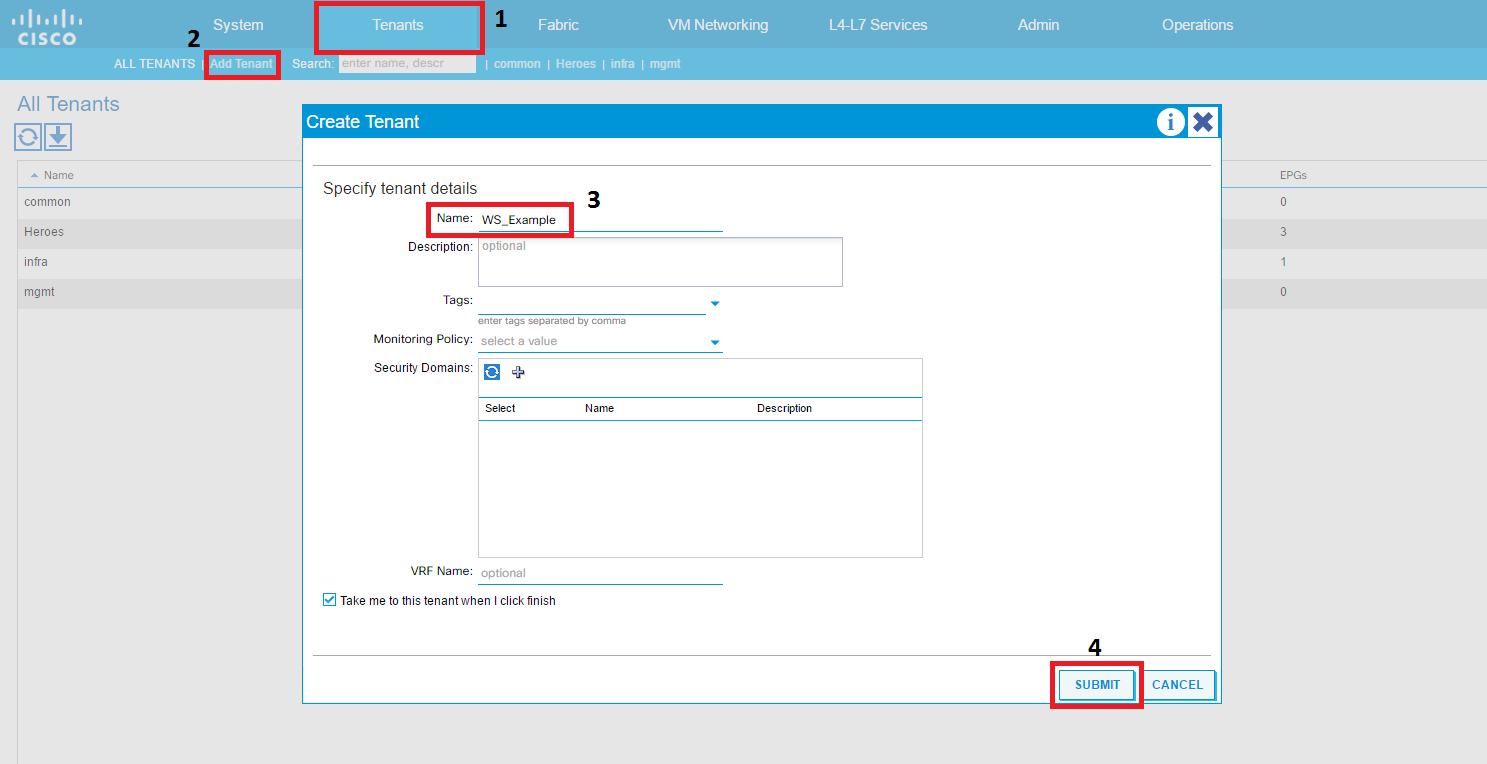 1
CISCO System Tenants Fabric VM Networking L4-L7 Services Admin Operations
2
ALL TENANTS | Add Tenant Search: enter name, descr | common | Heroes | infra | mgmt
All Tenants
Create Tenant
Name EPGs
common 0
Heroes 3
infra 1
mgmt 0
Specify tenant details
3
Name: WS_Example
Description: optional
Tags:
enter tags separated by comma
Monitoring Policy: select a value
Security Domains:
Select Name Description
VRF Name: optional
Take me to this tenant when I click finish
4
SUBMIT CANCEL